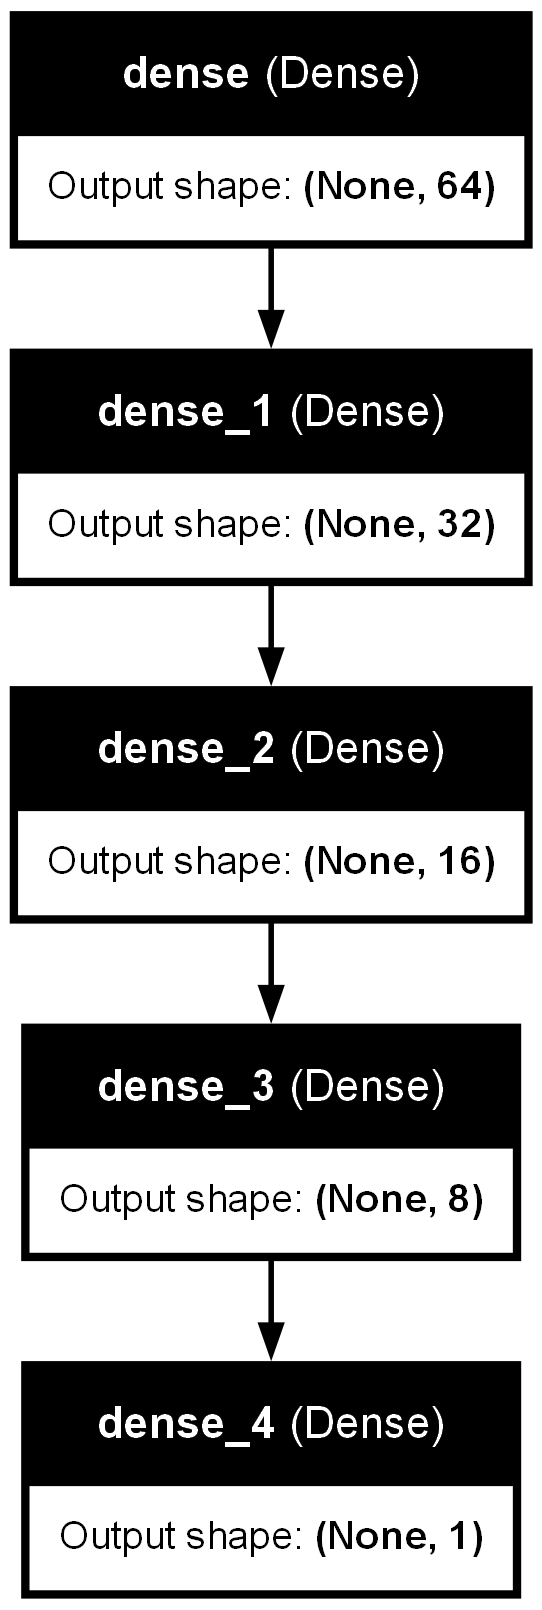 dense (Dense)
Output shape: (None, 64)
dense_1 (Dense)
Output shape: (None, 32)
dense_2 (Dense)
Output shape: (None, 16)
dense_3 (Dense)
Output shape: (None, 8)
dense_4 (Dense)
Output shape: (None, 1)